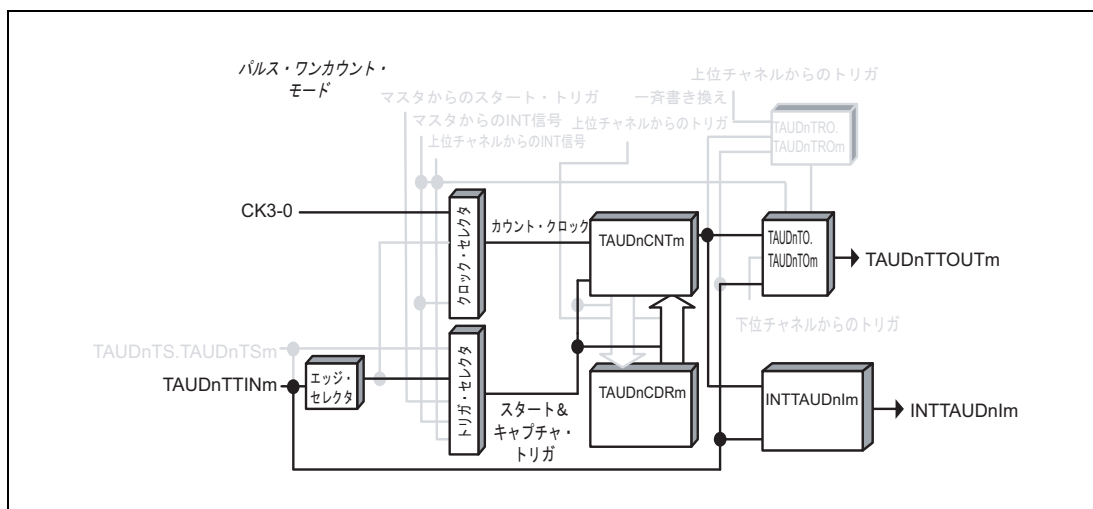 パルス・ワンカウント・
モード
上位チャネルからのトリガ
マスタからのスタート・トリガ
一斉書き換え
マスタからのINT信号
上位チャネルからのトリガ
上位チャネルからのINT信号
TAUDnTRO.
TAUDnTROm
CK3-0
クロック・セレクタ
カウント・クロック
TAUDnCNTm
TAUDnTO.
TAUDnTOm
TAUDnTTOUTm
下位チャネルからのトリガ
TAUDnTS.TAUDnTSm
TAUDnTTINm
エッジ・
セレクタ
トリガ・セレクタ
スタート&
キャプチャ・
トリガ
TAUDnCDRm
INTTAUDnIm
INTTAUDnIm